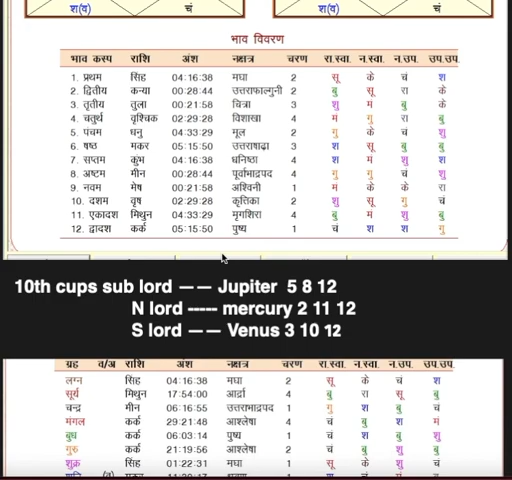 श(व) चं श(व) चं
भाव विवरण
भाव कस्प राशि अंश नक्षत्र चरण रा.स्वा. न.स्वा. न.उप. उप.उप.
1. प्रथम सिंह 04:16:38 मघा 2 सू के चं श
2. द्वितीय कन्या 00:28:44 उत्तराफाल्गुनी 2 बु सू रा के
3. तृतीय तुला 00:21:58 चित्रा 3 शु मं बु के
4. चतुर्थ वृश्चिक 02:29:28 विशाखा 4 मं गु रा बु
5. पंचम धनु 04:33:29 मूल 2 गु के चं शु
6. षष्ठ मकर 05:15:50 उत्तराषाढ़ा 3 श सू बु बु
7. सप्तम कुंभ 04:16:38 धनिष्ठा 4 श मं शु श
8. अष्टम मीन 00:28:44 पूर्वाभाद्रपद 4 गु गु चं शु
9. नवम मेष 00:21:58 अश्विनी 1 मं के के रा
10. दशम वृष 02:29:28 कृत्तिका 2 शु सू गु चं
11. एकादश मिथुन 04:33:29 मृगशिरा 4 बु मं शु बु
12. द्वादश कर्क 05:15:50 पुष्य 1 चं श श गु
10th cups sub lord —— Jupiter 5 8 12
N lord ----- mercury 2 11 12
S lord —— Venus 3 10 12
ग्रह व/अ राशि अंश नक्षत्र चरण रा.स्वा. न.स्वा. न.उप. उप.उप.
लग्न सिंह 04:16:38 मघा 2 सू के चं श
सूर्य मिथुन 17:54:00 आर्द्रा 4 बु रा सू बु
चन्द्र मीन 06:16:55 उत्तराभाद्रपद 1 गु श बु चं
मंगल कर्क 29:21:48 आश्लेषा 4 चं बु श मं
बुध कर्क 06:03:14 पुष्य 1 चं श बु शु
गुरु कर्क 21:19:56 आश्लेषा 2 चं बु शु बु
शुक्र सिंह 01:22:31 मघा 1 सू के शु चं